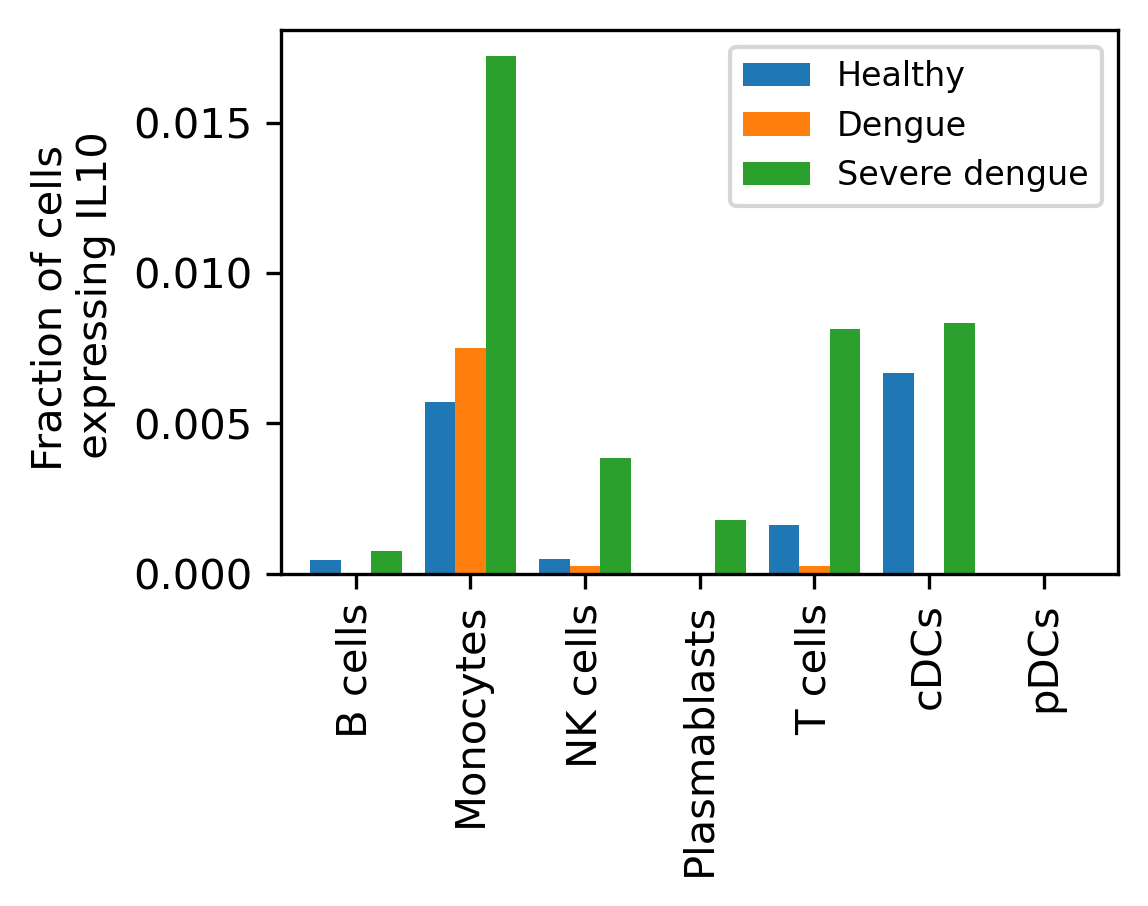 Fraction of cells
expressing IL10
0.015
0.010
0.005
0.000
Healthy
Dengue
Severe dengue
B cells
Monocytes
NK cells
Plasmablasts
T cells
cDCs
pDCs